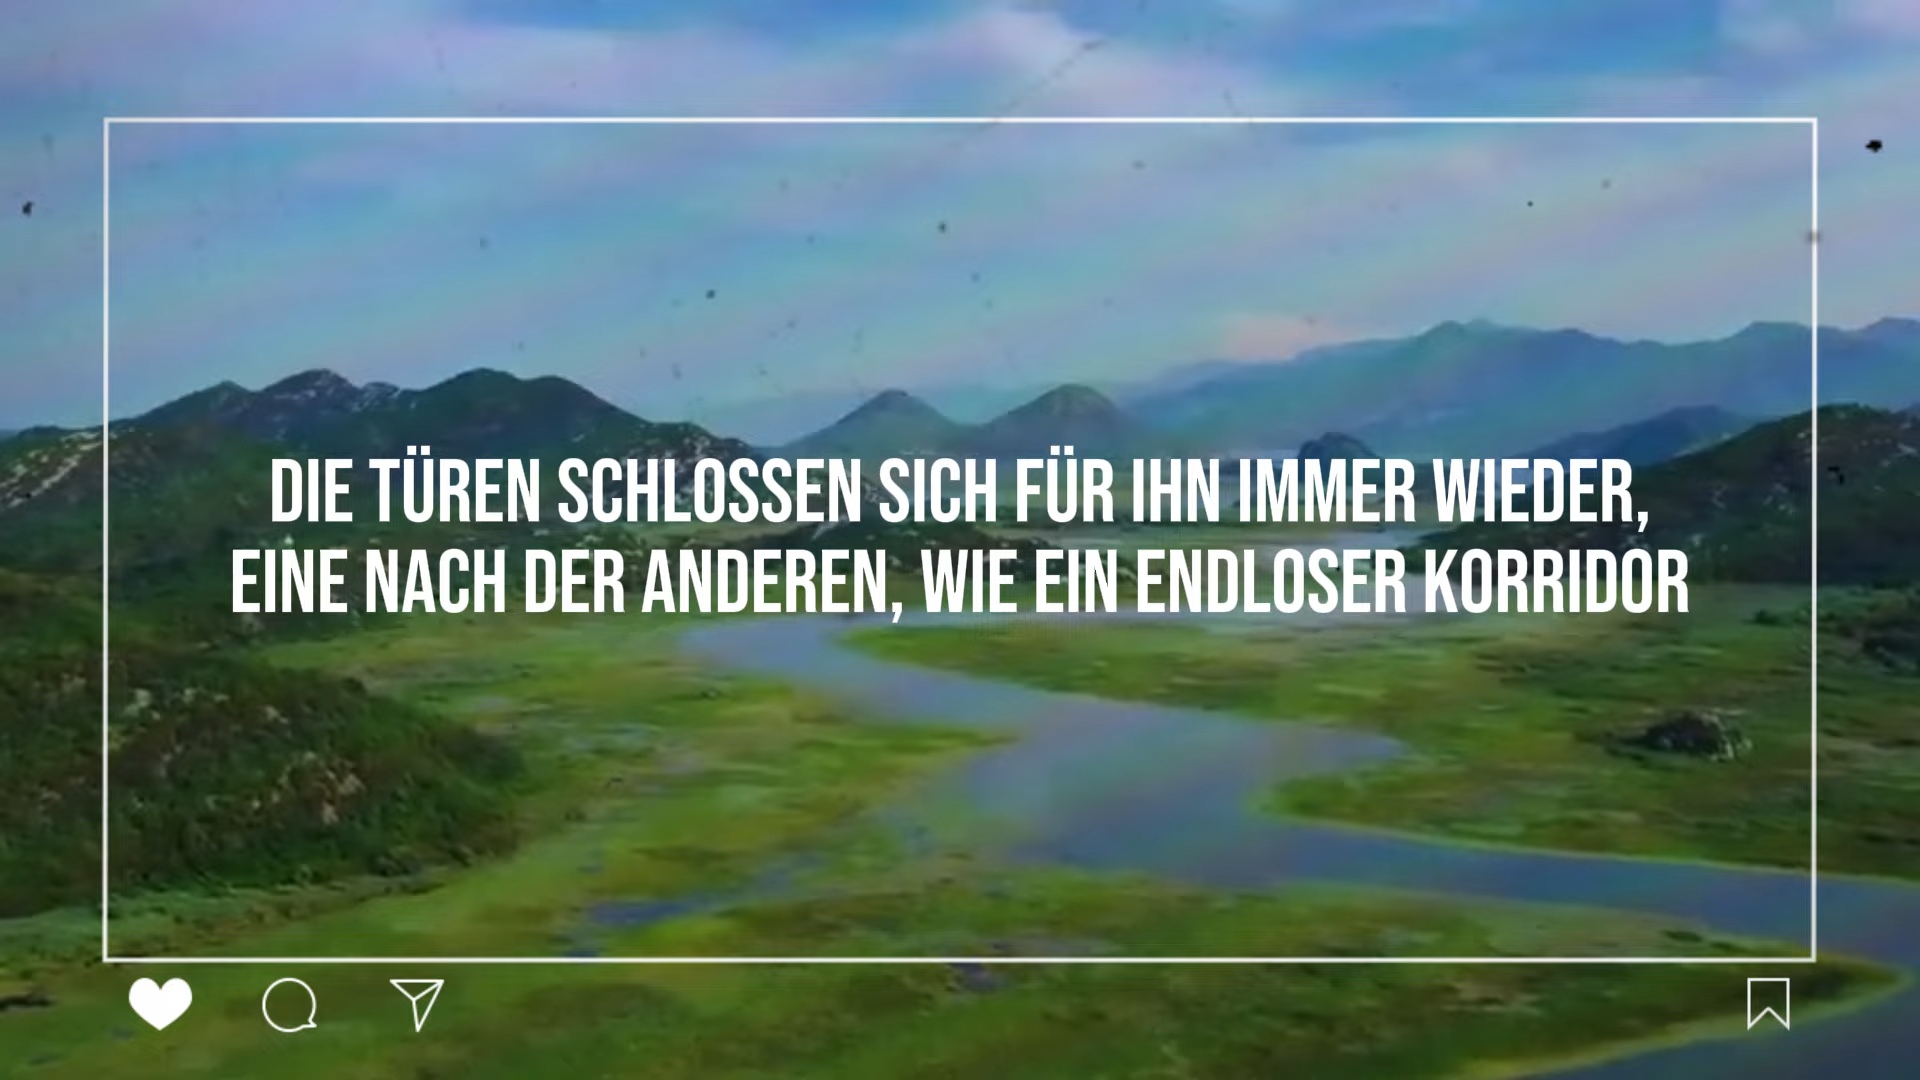 DIE TÜREN SCHLOSSEN SICH FÜR IHN IMMER WIEDER,
EINE NACH DER ANDEREN, WIE EIN ENDLOSER KORRIDOR